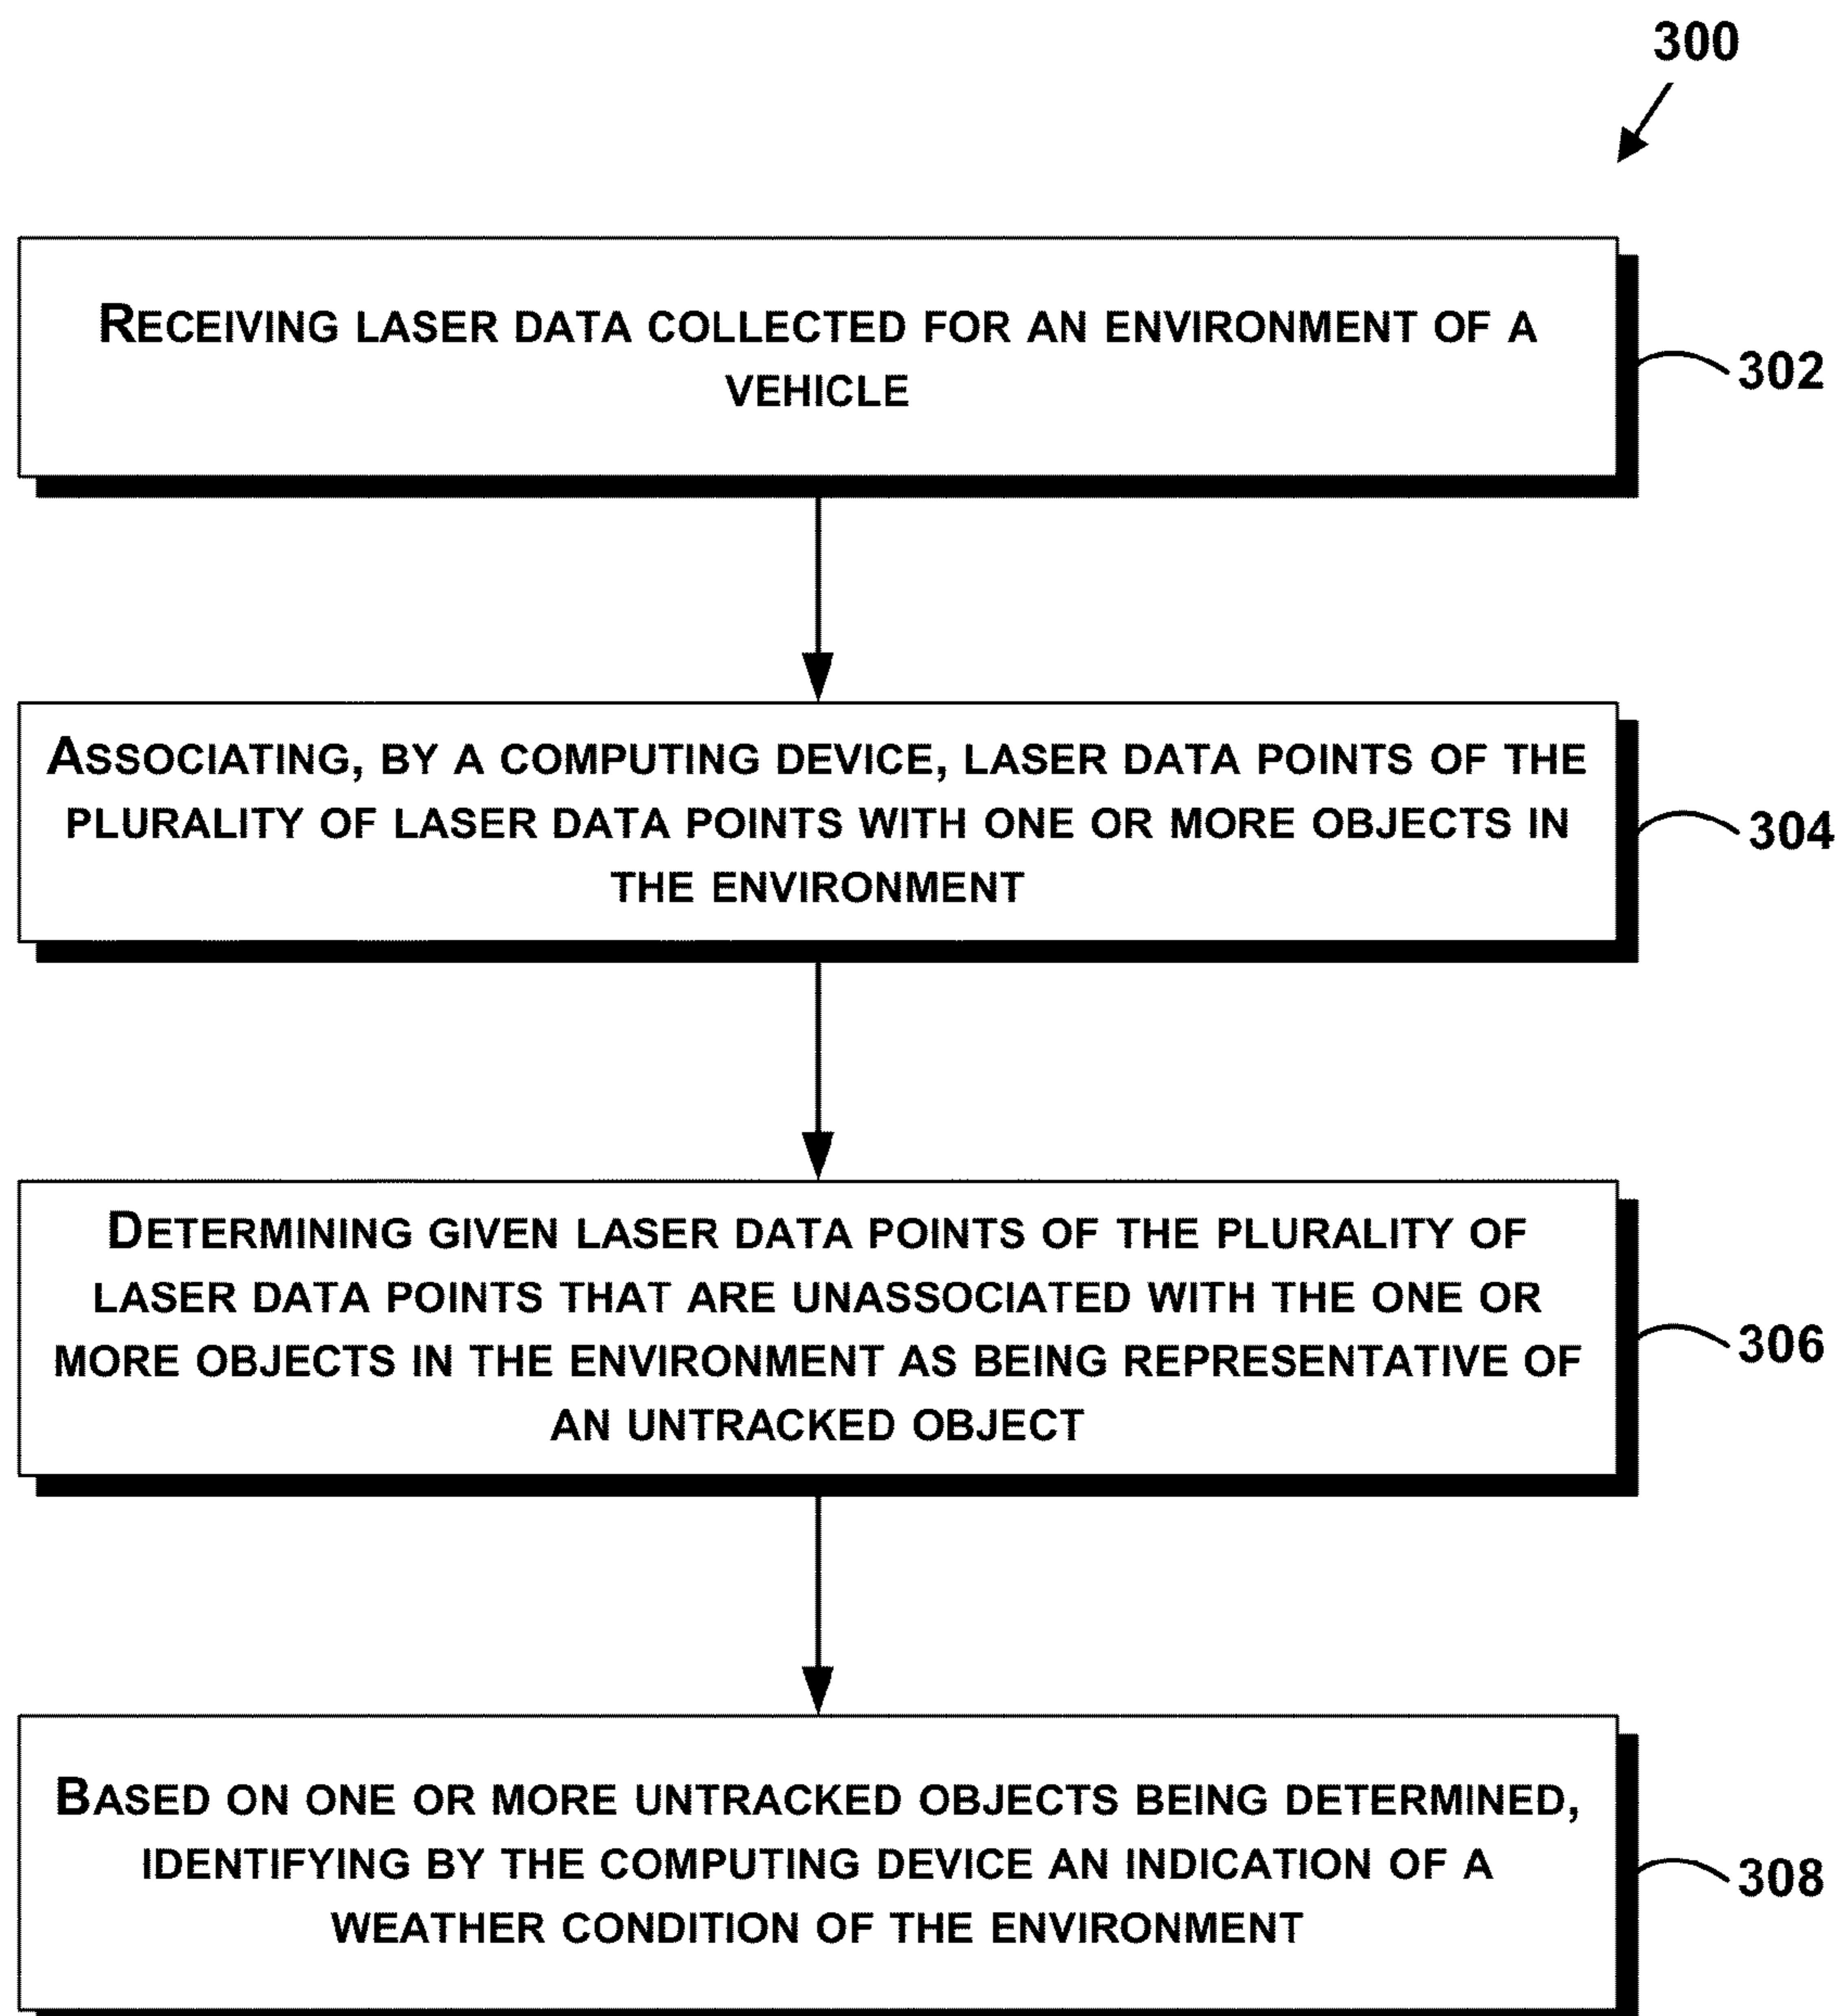 300
RECEIVING LASER DATA COLLECTED FOR AN ENVIRONMENT OF A
VEHICLE
302
ASSOCIATING, BY A COMPUTING DEVICE, LASER DATA POINTS OF THE
PLURALITY OF LASER DATA POINTS WITH ONE OR MORE OBJECTS IN
THE ENVIRONMENT
304
DETERMINING GIVEN LASER DATA POINTS OF THE PLURALITY OF
LASER DATA POINTS THAT ARE UNASSOCIATED WITH THE ONE OR
MORE OBJECTS IN THE ENVIRONMENT AS BEING REPRESENTATIVE OF
AN UNTRACKED OBJECT
306
BASED ON ONE OR MORE UNTRACKED OBJECTS BEING DETERMINED,
IDENTIFYING BY THE COMPUTING DEVICE AN INDICATION OF A
WEATHER CONDITION OF THE ENVIRONMENT
308